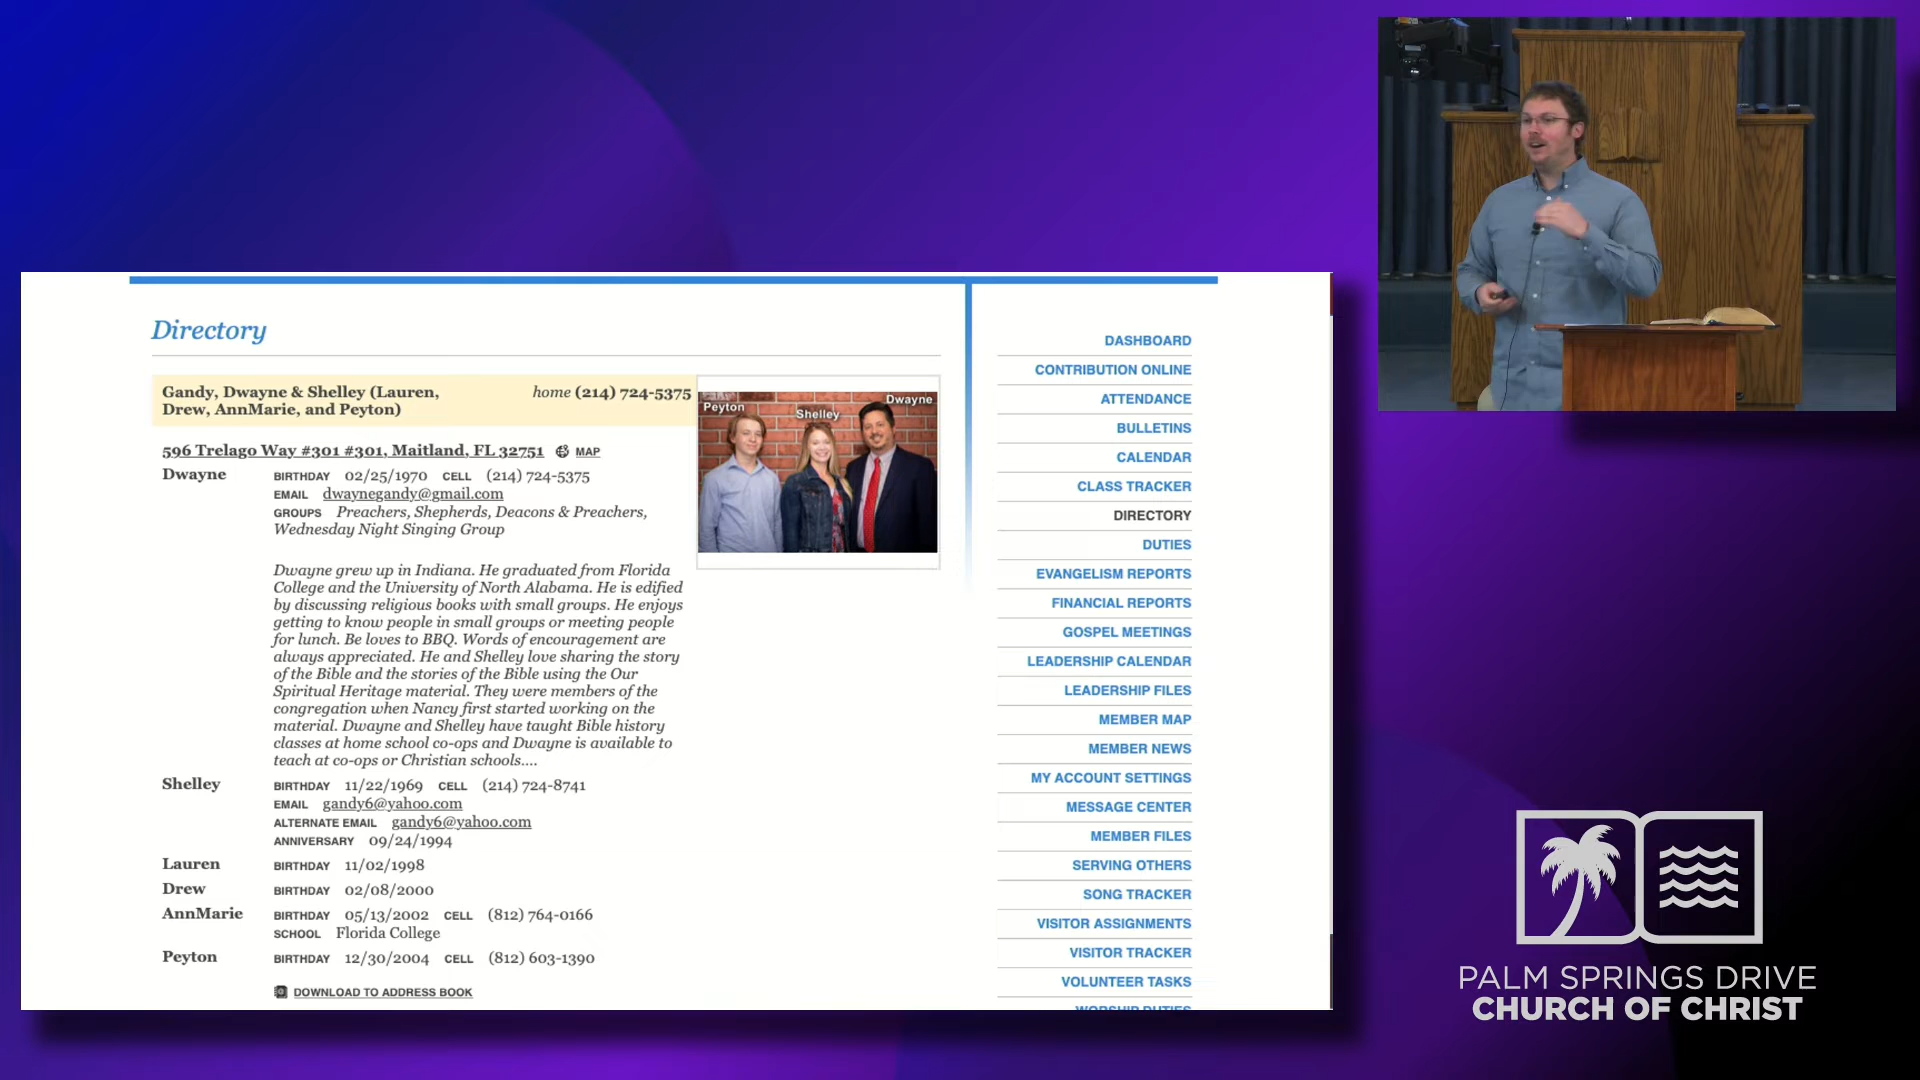 Directory
Gandy, Dwayne & Shelley (Lauren,
Drew, AnnMarie, and Peyton)
home (214) 724-5375
Peyton
Shelley
Dwayne
596 Trelago Way #301 #301, Maitland, FL 32751 MAP
Dwayne
BIRTHDAY 02/25/1970 CELL (214) 724-5375
EMAIL dwaynegandy@gmail.com
GROUPS Preachers, Shepherds, Deacons & Preachers,
Wednesday Night Singing Group
Dwayne grew up in Indiana. He graduated from Florida
College and the University of North Alabama. He is edified
by discussing religious books with small groups. He enjoys
getting to know people in small groups or meeting people
for lunch. Be loves to BBQ. Words of encouragement are
always appreciated. He and Shelley love sharing the story
of the Bible and the stories of the Bible using the Our
Spiritual Heritage material. They were members of the
congregation when Nancy first started working on the
material. Dwayne and Shelley have taught Bible history
classes at home school co-ops and Dwayne is available to
teach at co-ops or Christian schools....
Shelley
BIRTHDAY 11/22/1969 CELL (214) 724-8741
EMAIL gandy6@yahoo.com
ALTERNATE EMAIL gandy6@yahoo.com
ANNIVERSARY 09/24/1994
Lauren BIRTHDAY 11/02/1998
Drew BIRTHDAY 02/08/2000
AnnMarie BIRTHDAY 05/13/2002 CELL (812) 764-0166
SCHOOL Florida College
Peyton BIRTHDAY 12/30/2004 CELL (812) 603-1390
DOWNLOAD TO ADDRESS BOOK
DASHBOARD
CONTRIBUTION ONLINE
ATTENDANCE
BULLETINS
CALENDAR
CLASS TRACKER
DIRECTORY
DUTIES
EVANGELISM REPORTS
FINANCIAL REPORTS
GOSPEL MEETINGS
LEADERSHIP CALENDAR
LEADERSHIP FILES
MEMBER MAP
MEMBER NEWS
MY ACCOUNT SETTINGS
MESSAGE CENTER
MEMBER FILES
SERVING OTHERS
SONG TRACKER
VISITOR ASSIGNMENTS
VISITOR TRACKER
VOLUNTEER TASKS
WORSHIP DUTIES
PALM SPRINGS DRIVE
CHURCH OF CHRIST